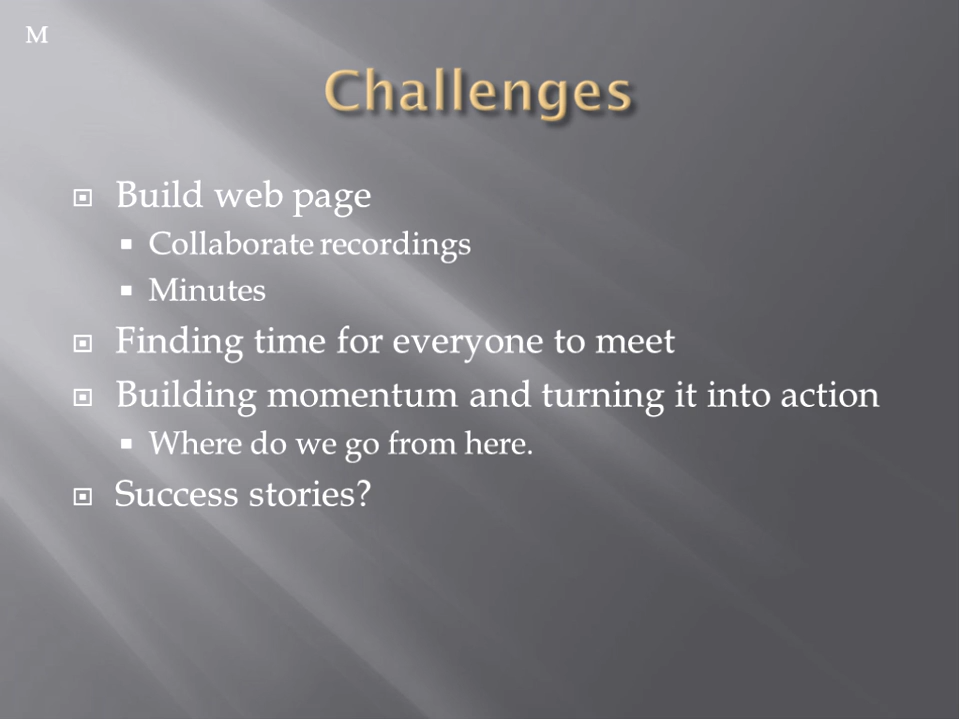 M
Challenges
Build web page
Collaborate recordings
Minutes
Finding time for everyone to meet
Building momentum and turning it into action
Where do we go from here.
Success stories?